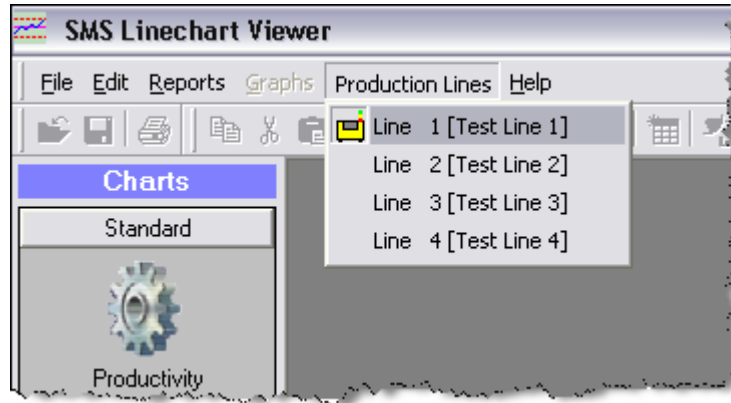 SMS Linechart Viewer
File Edit Reports Graphs Production Lines Help
Line 1 [Test Line 1]
Line 2 [Test Line 2]
Line 3 [Test Line 3]
Line 4 [Test Line 4]
Charts
Standard
Productivity